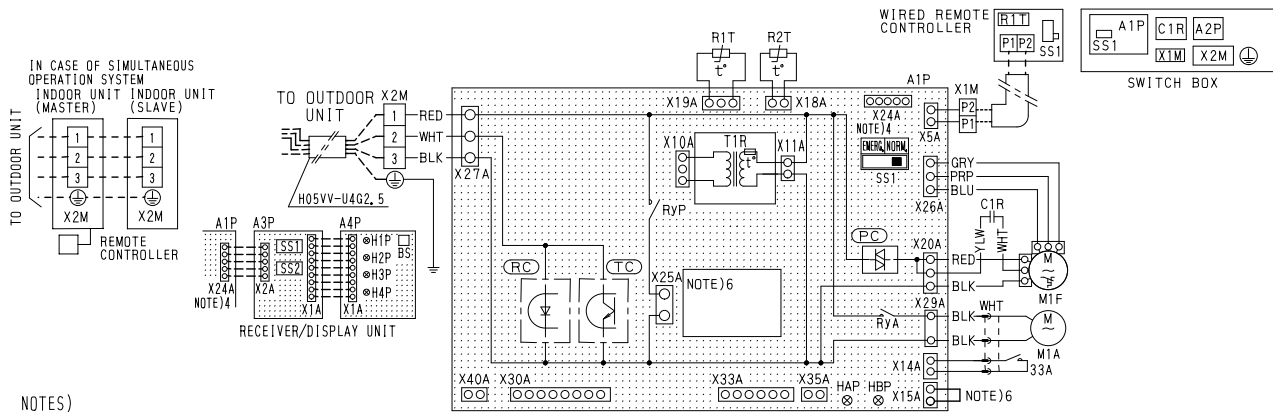 IN CASE OF SIMULTANEOUS
OPERATION SYSTEM
INDOOR UNIT INDOOR UNIT
(MASTER) (SLAVE)
TO OUTDOOR UNIT
1
2
3
X2M
1
2
3
X2M
REMOTE
CONTROLLER
TO OUTDOOR
UNIT
X2M
1
2
3
RED
WHT
BLK
X27A
H05VV-U4G2.5
A1P
X24A
NOTE)4
A3P
SS1
SS2
X2A
X1A
A4P
X1A
H1P
H2P
H3P
H4P
BS
RECEIVER/DISPLAY UNIT
R1T
t°
R2T
t°
X19A
X18A
A1P
X24A
NOTE)4
EMERG.
NORM.
SS1
X10A
T1R
t°
X11A
RyP
RC
TC
X25A
NOTE)6
PC
RyA
X40A
X30A
X33A
X35A
HAP
HBP
X5A
X1M
P2
P1
X26A
GRY
PRP
BLU
C1R
YLW
WHT
X20A
RED
BLK
M
~
M1F
X29A
BLK
BLK
WHT
M
~
M1A
X14A
33A
X15A
NOTE)6
WIRED REMOTE
CONTROLLER
R1T
P1
P2
SS1
A1P
SS1
C1R
A2P
X1M
X2M
SWITCH BOX
NOTES)